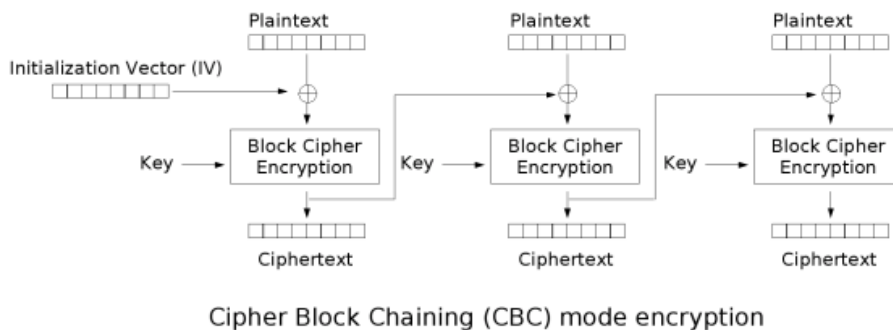 Plaintext
Plaintext
Plaintext
Initialization Vector (IV)
Key
Block Cipher
Encryption
Key
Block Cipher
Encryption
Key
Block Cipher
Encryption
Ciphertext
Ciphertext
Ciphertext
Cipher Block Chaining (CBC) mode encryption